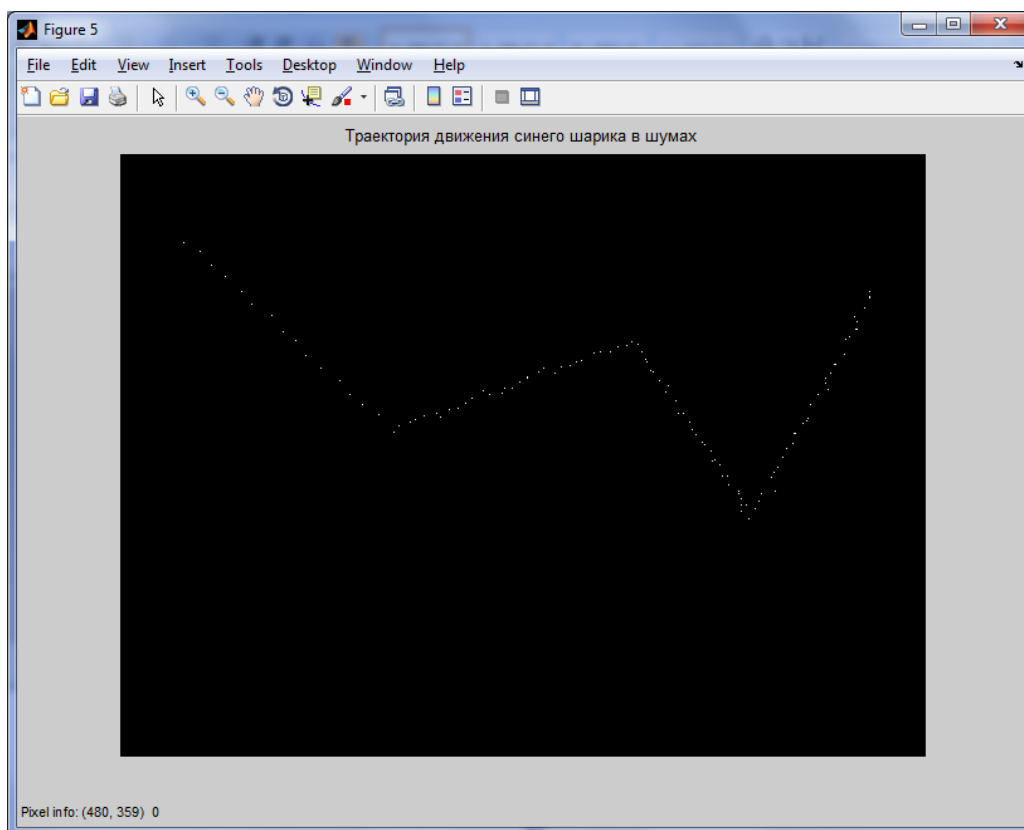 Figure 5
File Edit View Insert Tools Desktop Window Help
Траектория движения синего шарика в шумах
Pixel info: (480, 359) 0